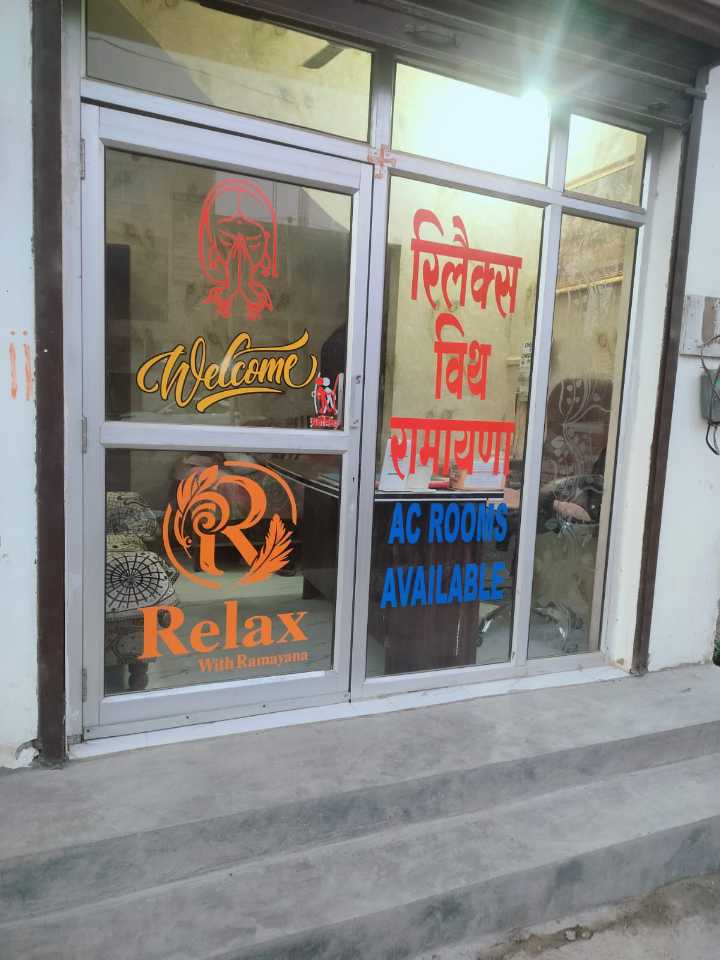 Welcome
R
Relax
With Ramayana
रिलैक्स
विथ
रामायणा
AC ROOMS
AVAILABLE